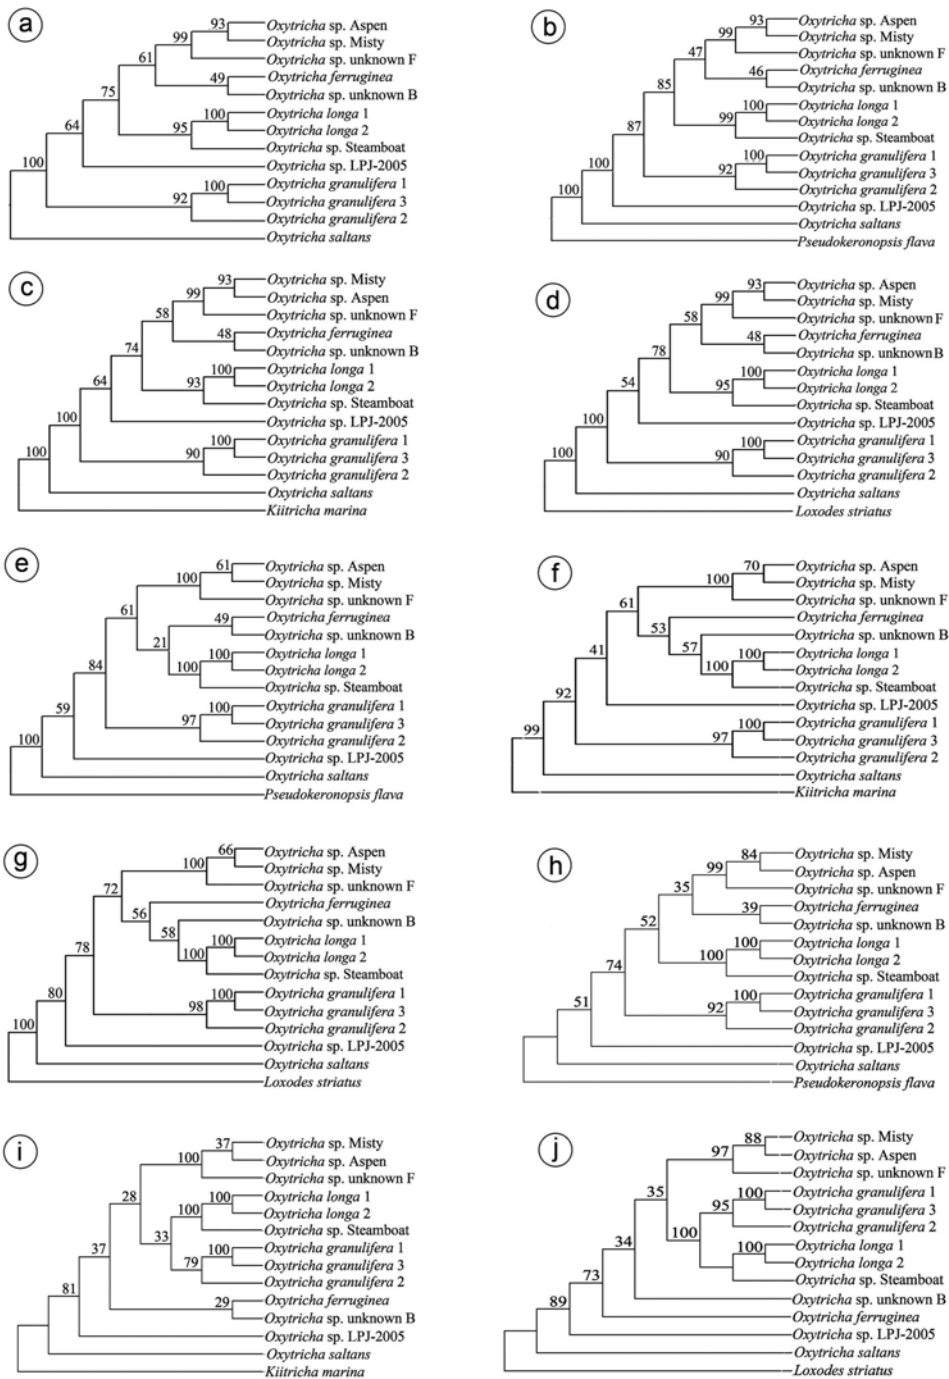 a
93
Oxytricha sp. Aspen
99
Oxytricha sp. Misty
61
Oxytricha sp. unknown F
49
Oxytricha ferruginea
75
Oxytricha sp. unknown B
100
Oxytricha longa 1
64
95
Oxytricha longa 2
Oxytricha sp. Steamboat
100
Oxytricha sp. LPJ-2005
100
Oxytricha granulifera 1
92
Oxytricha granulifera 3
Oxytricha granulifera 2
Oxytricha saltans
b
93
Oxytricha sp. Aspen
99
Oxytricha sp. Misty
47
Oxytricha sp. unknown F
46
Oxytricha ferruginea
85
Oxytricha sp. unknown B
100
Oxytricha longa 1
99
Oxytricha longa 2
87
Oxytricha sp. Steamboat
100
Oxytricha granulifera 1
100
92
Oxytricha granulifera 3
Oxytricha granulifera 2
100
Oxytricha sp. LPJ-2005
Oxytricha saltans
Pseudokeronopsis flava
c
93
Oxytricha sp. Misty
99
Oxytricha sp. Aspen
58
Oxytricha sp. unknown F
48
Oxytricha ferruginea
74
Oxytricha sp. unknown B
100
Oxytricha longa 1
64
93
Oxytricha longa 2
Oxytricha sp. Steamboat
100
Oxytricha sp. LPJ-2005
100
Oxytricha granulifera 1
100
90
Oxytricha granulifera 3
Oxytricha granulifera 2
Oxytricha saltans
Kiitricha marina
d
93
Oxytricha sp. Aspen
99
Oxytricha sp. Misty
58
Oxytricha sp. unknown F
48
Oxytricha ferruginea
78
Oxytricha sp. unknown B
100
Oxytricha longa 1
54
95
Oxytricha longa 2
Oxytricha sp. Steamboat
100
Oxytricha sp. LPJ-2005
100
Oxytricha granulifera 1
100
90
Oxytricha granulifera 3
Oxytricha granulifera 2
Oxytricha saltans
Loxodes striatus
e
61
Oxytricha sp. Aspen
100
Oxytricha sp. Misty
Oxytricha sp. unknown F
61
49
Oxytricha ferruginea
21
Oxytricha sp. unknown B
100
Oxytricha longa 1
84
100
Oxytricha longa 2
Oxytricha sp. Steamboat
100
Oxytricha granulifera 1
59
97
Oxytricha granulifera 3
Oxytricha granulifera 2
100
Oxytricha sp. LPJ-2005
Oxytricha saltans
Pseudokeronopsis flava
f
70
Oxytricha sp. Aspen
100
Oxytricha sp. Misty
61
Oxytricha sp. unknown F
53
Oxytricha ferruginea
57
Oxytricha sp. unknown B
41
100
Oxytricha longa 1
100
Oxytricha longa 2
Oxytricha sp. Steamboat
92
Oxytricha sp. LPJ-2005
100
Oxytricha granulifera 1
99
97
Oxytricha granulifera 3
Oxytricha granulifera 2
Oxytricha saltans
Kiitricha marina
g
66
Oxytricha sp. Aspen
100
Oxytricha sp. Misty
72
Oxytricha sp. unknown F
56
Oxytricha ferruginea
58
Oxytricha sp. unknown B
78
100
Oxytricha longa 1
100
Oxytricha longa 2
Oxytricha sp. Steamboat
80
100
Oxytricha granulifera 1
98
Oxytricha granulifera 3
100
Oxytricha granulifera 2
Oxytricha sp. LPJ-2005
Oxytricha saltans
Loxodes striatus
h
84
Oxytricha sp. Misty
99
Oxytricha sp. Aspen
35
Oxytricha sp. unknown F
39
Oxytricha ferruginea
52
Oxytricha sp. unknown B
100
Oxytricha longa 1
74
100
Oxytricha longa 2
Oxytricha sp. Steamboat
100
Oxytricha granulifera 1
51
92
Oxytricha granulifera 3
Oxytricha granulifera 2
Oxytricha sp. LPJ-2005
Oxytricha saltans
Pseudokeronopsis flava
i
37
Oxytricha sp. Misty
100
Oxytricha sp. Aspen
Oxytricha sp. unknown F
28
100
Oxytricha longa 1
100
Oxytricha longa 2
33
Oxytricha sp. Steamboat
37
100
Oxytricha granulifera 1
79
Oxytricha granulifera 3
Oxytricha granulifera 2
81
29
Oxytricha ferruginea
Oxytricha sp. unknown B
Oxytricha sp. LPJ-2005
Oxytricha saltans
Kiitricha marina
j
88
Oxytricha sp. Misty
97
Oxytricha sp. Aspen
Oxytricha sp. unknown F
35
100
Oxytricha granulifera 1
95
Oxytricha granulifera 3
100
Oxytricha granulifera 2
34
100
Oxytricha longa 1
Oxytricha longa 2
73
Oxytricha sp. Steamboat
Oxytricha sp. unknown B
89
Oxytricha ferruginea
Oxytricha sp. LPJ-2005
Oxytricha saltans
Loxodes striatus